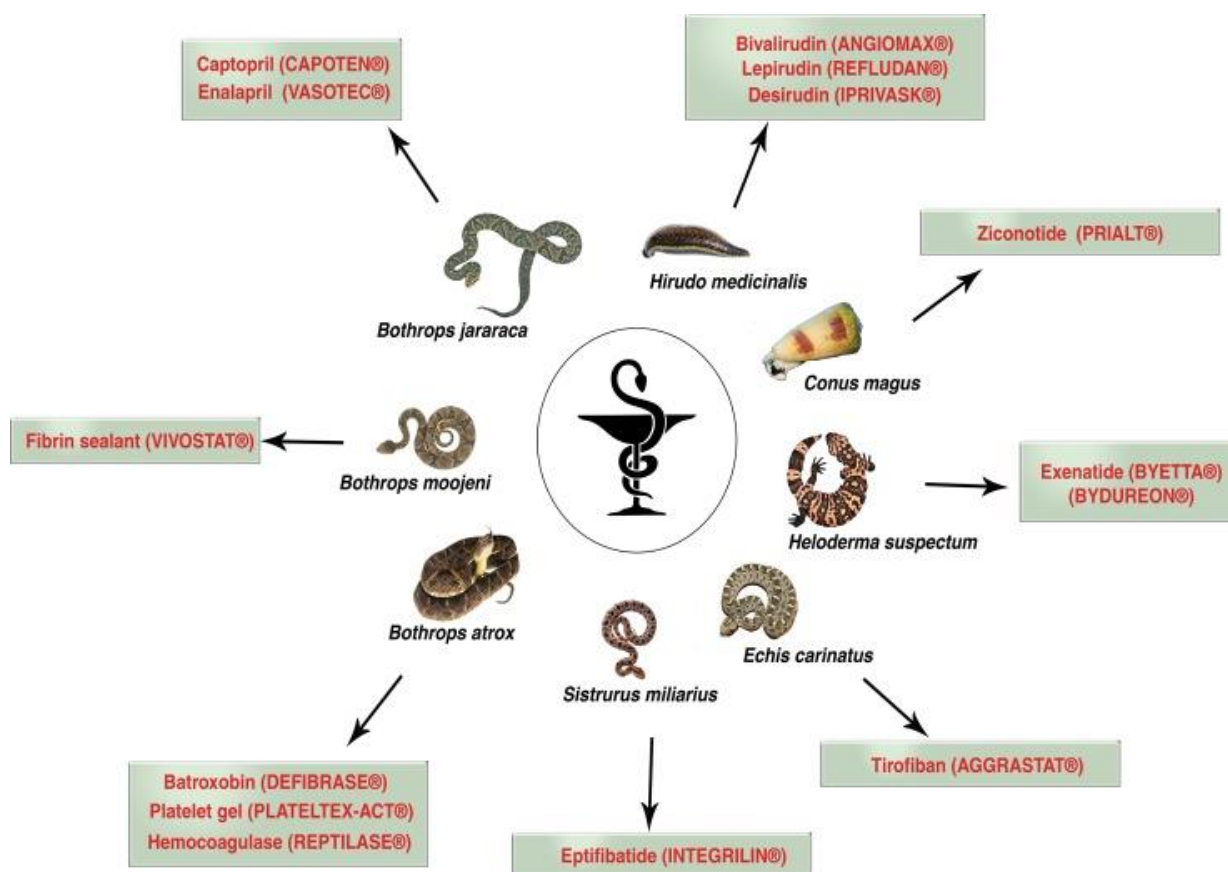 Captopril (CAPOTEN®)
Enalapril (VASOTEC®)
Bivalirudin (ANGIOMAX®)
Lepirudin (REFLUDAN®)
Desirudin (IPRIVASK®)
Ziconotide (PRIALT®)
Hirudo medicinalis
Bothrops jararaca
Conus magus
Fibrin sealant (VIVOSTAT®)
Bothrops moojeni
Exenatide (BYETTA®)
(BYDUREON®)
Heloderma suspectum
Bothrops atrox
Echis carinatus
Sistrurus miliarius
Batroxobin (DEFIBRASE®)
Platelet gel (PLATELTEX-ACT®)
Hemocoagulase (REPTILASE®)
Tirofiban (AGGRASTAT®)
Eptifibatide (INTEGRILIN®)